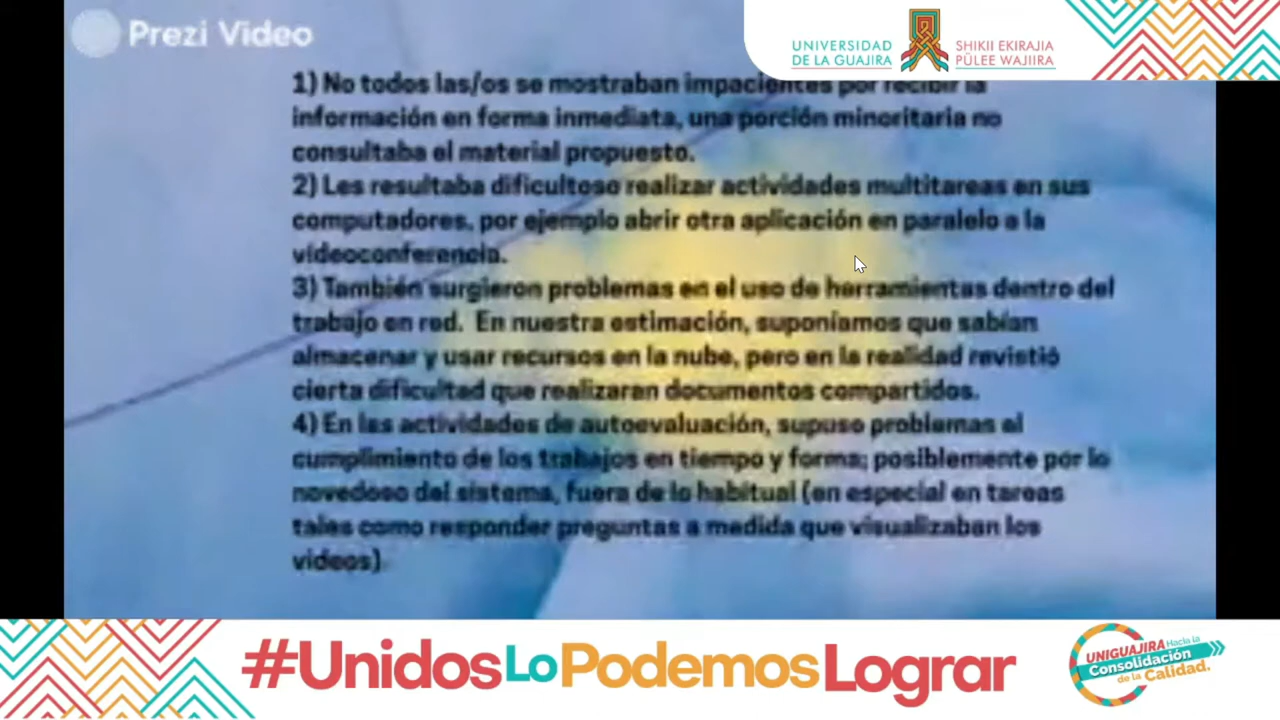 Prezi Video
UNIVERSIDAD
DE LA GUAJIRA
SHIKII EKIRAJIA
PÜLEE WAJIIRA
1) No todos las/os se mostraban impacientes por recibir la
información en forma inmediata, una porción minoritaria no
consultaba el material propuesto.
2) Les resultaba dificultoso realizar actividades multitareas en sus
computadores, por ejemplo abrir otra aplicación en paralelo a la
videoconferencia.
3) También surgieron problemas en el uso de herramientas dentro del
trabajo en red. En nuestra estimación, suponíamos que sabían
almacenar y usar recursos en la nube, pero en la realidad revistió
cierta dificultad que realizaran documentos compartidos.
4) En las actividades de autoevaluación, supuso problemas el
cumplimiento de los trabajos en tiempo y forma; posiblemente por lo
novedoso del sistema, fuera de lo habitual (en especial en tareas
tales como responder preguntas a medida que visualizaban los
videos).
#UnidosLoPodemosLograr
UNIGUAJIRA Hacia la
Consolidación
de la Calidad.